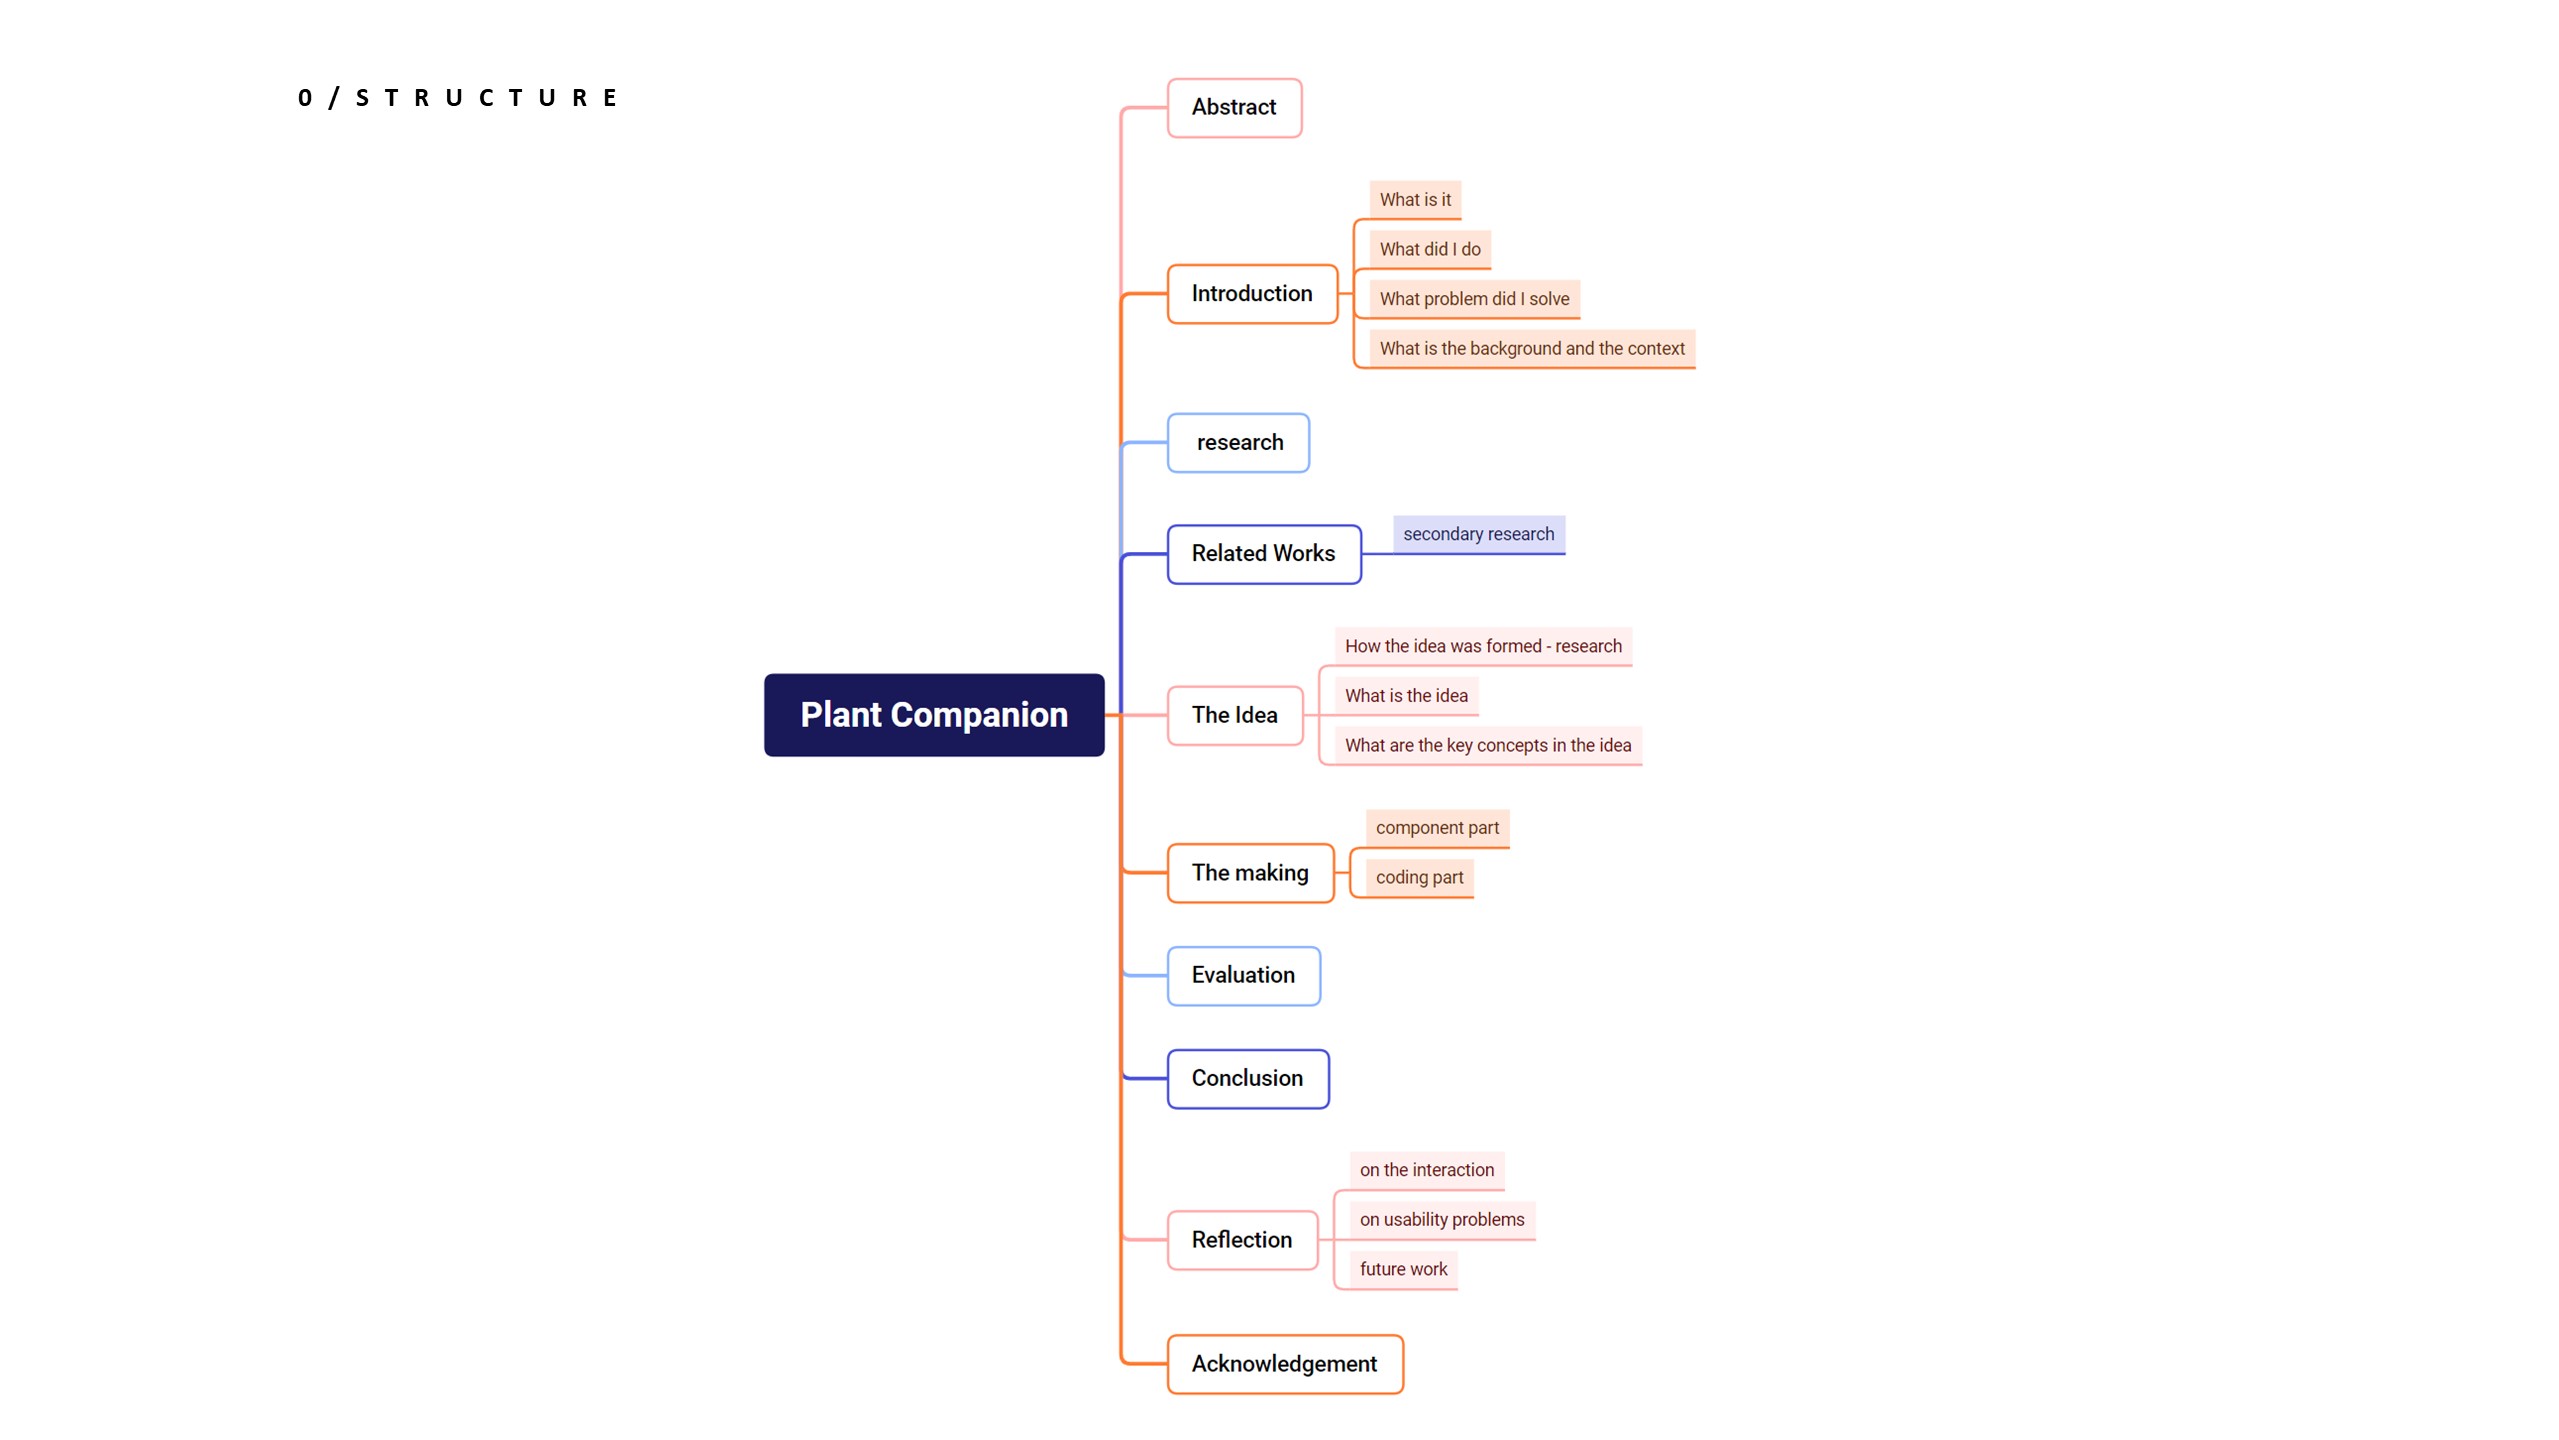 0/STRUCTURE
Abstract
Introduction
What is it
What did I do
What problem did I solve
What is the background and the context
research
Related Works
secondary research
Plant Companion
The Idea
How the idea was formed - research
What is the idea
What are the key concepts in the idea
The making
component part
coding part
Evaluation
Conclusion
Reflection
on the interaction
on usability problems
future work
Acknowledgement